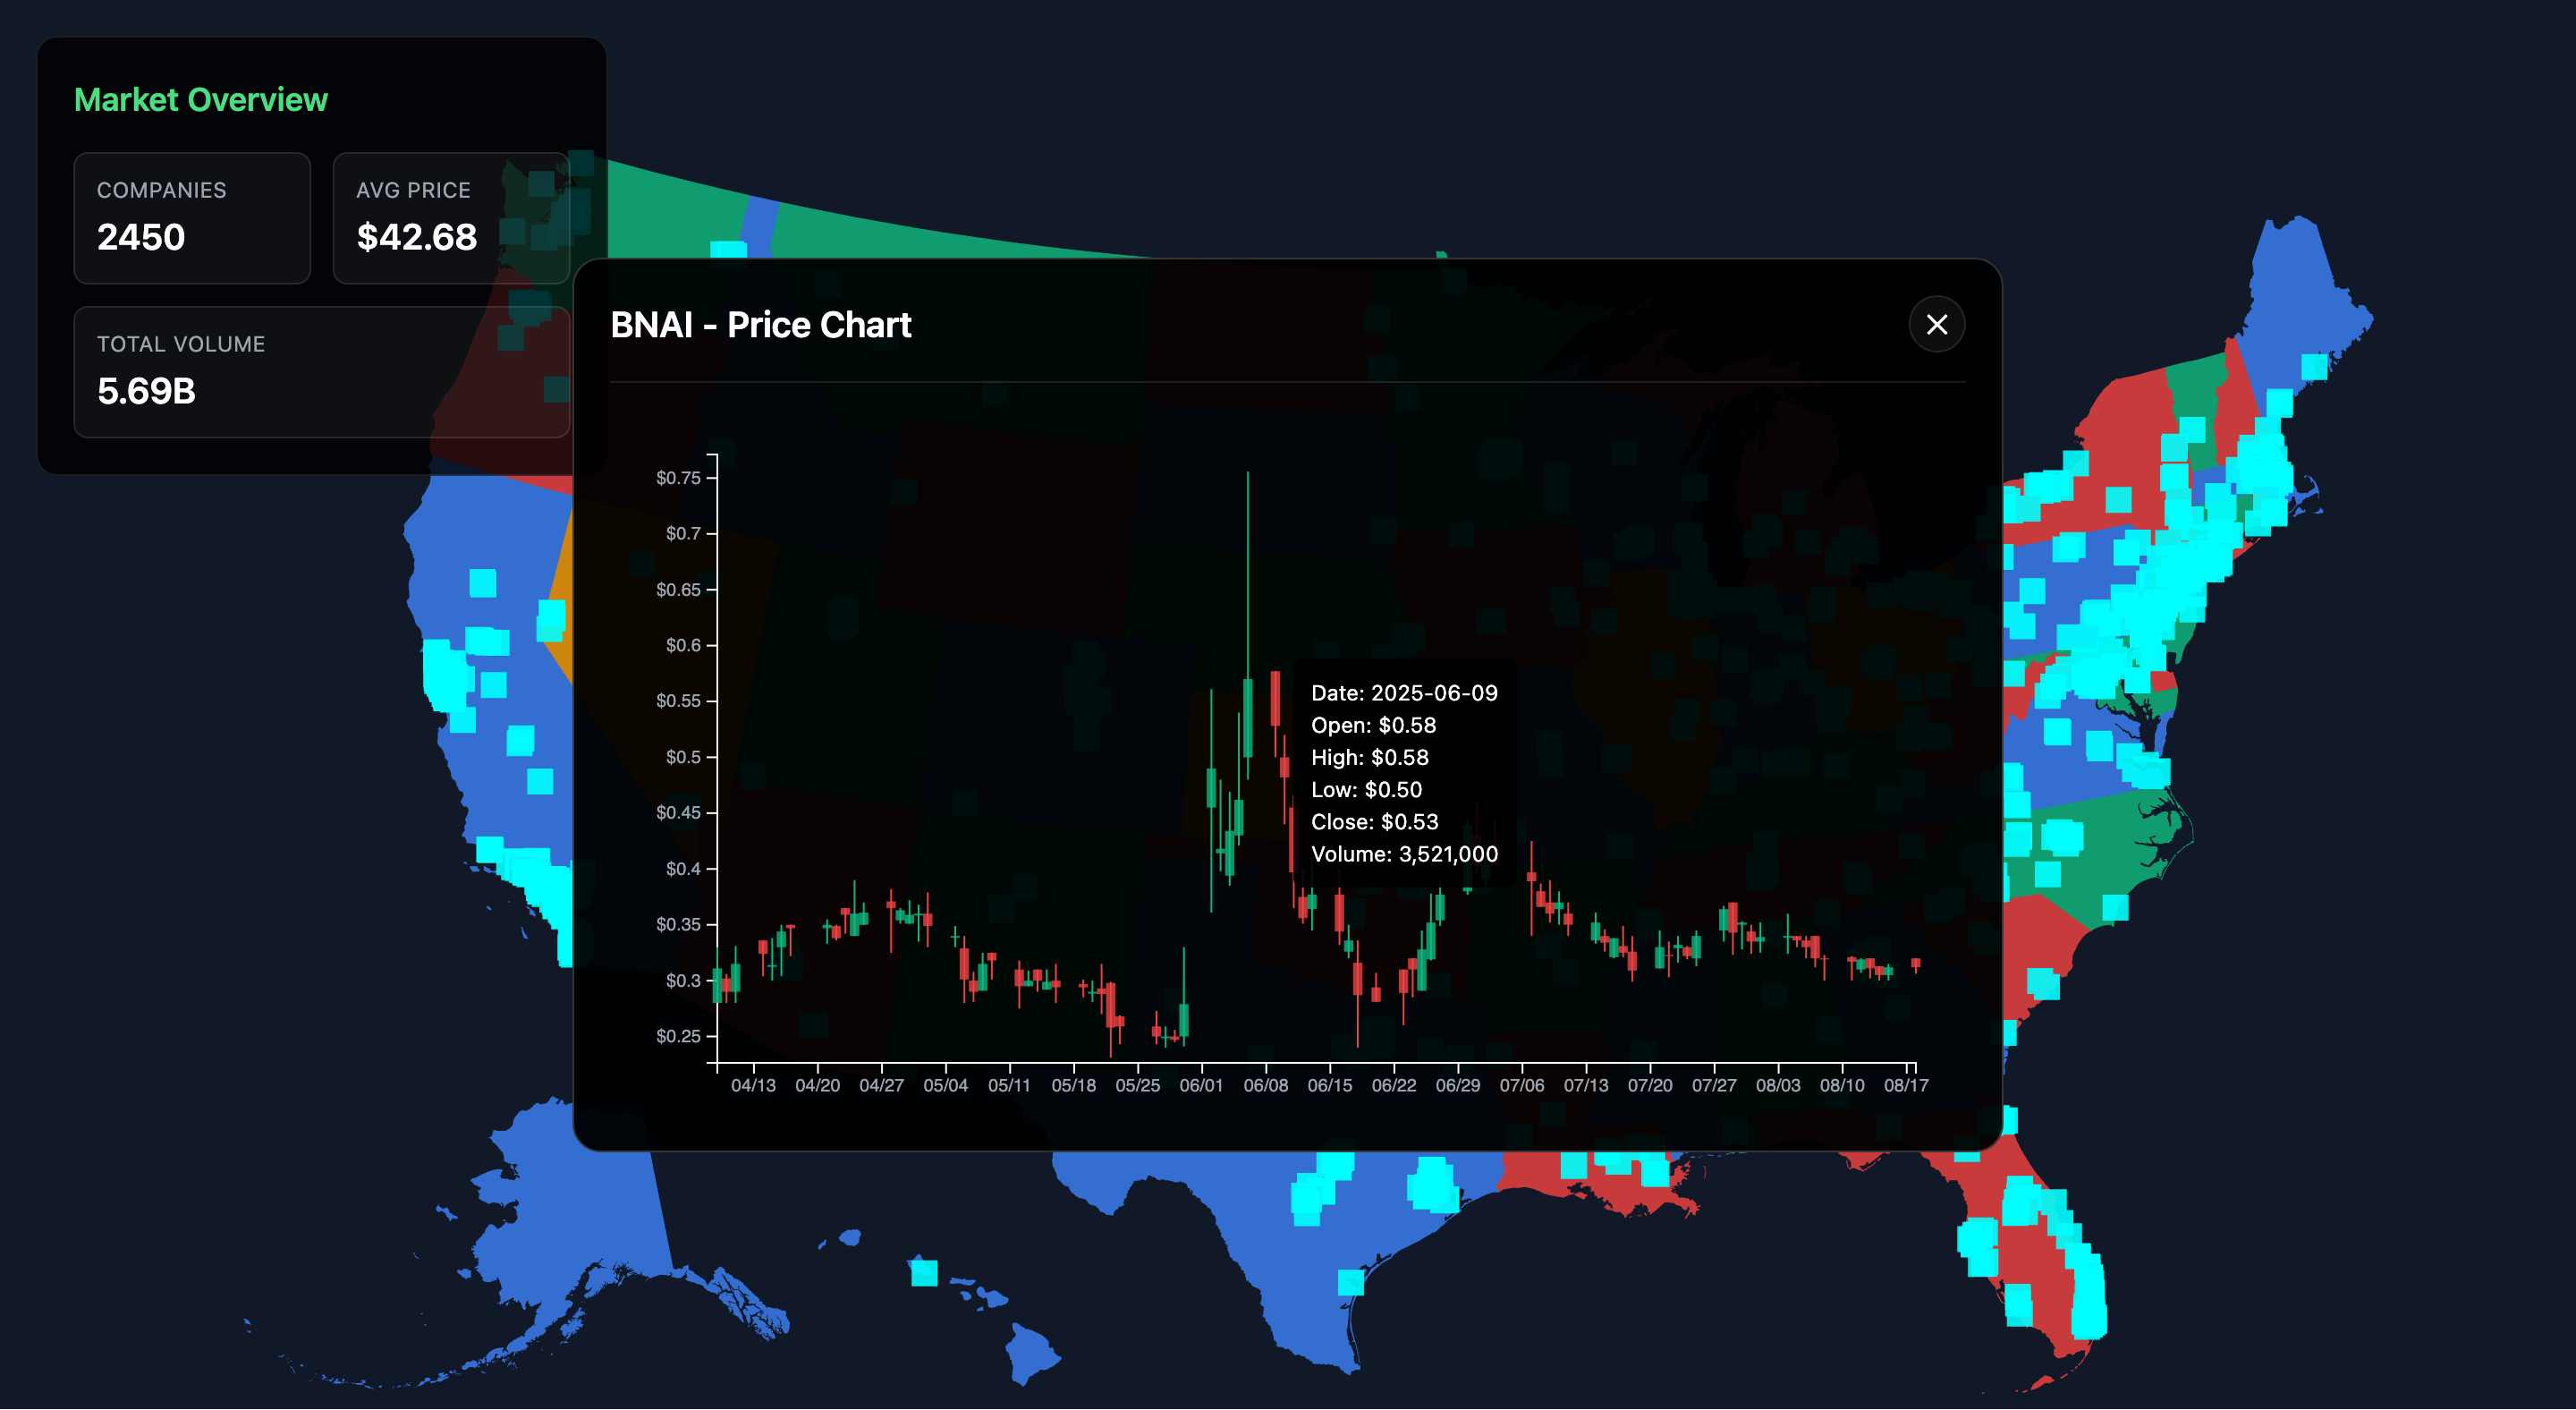 Market Overview
COMPANIES
2450
AVG PRICE
$42.68
TOTAL VOLUME
5.69B
BNAI - Price Chart
$0.75
$0.7
$0.65
$0.6
$0.55
$0.5
$0.45
$0.4
$0.35
$0.3
$0.25
Date: 2025-06-09
Open: $0.58
High: $0.58
Low: $0.50
Close: $0.53
Volume: 3,521,000
04/13 04/20 04/27 05/04 05/11 05/18 05/25 06/01 06/08 06/15 06/22 06/29 07/06 07/13 07/20 07/27 08/03 08/10 08/17